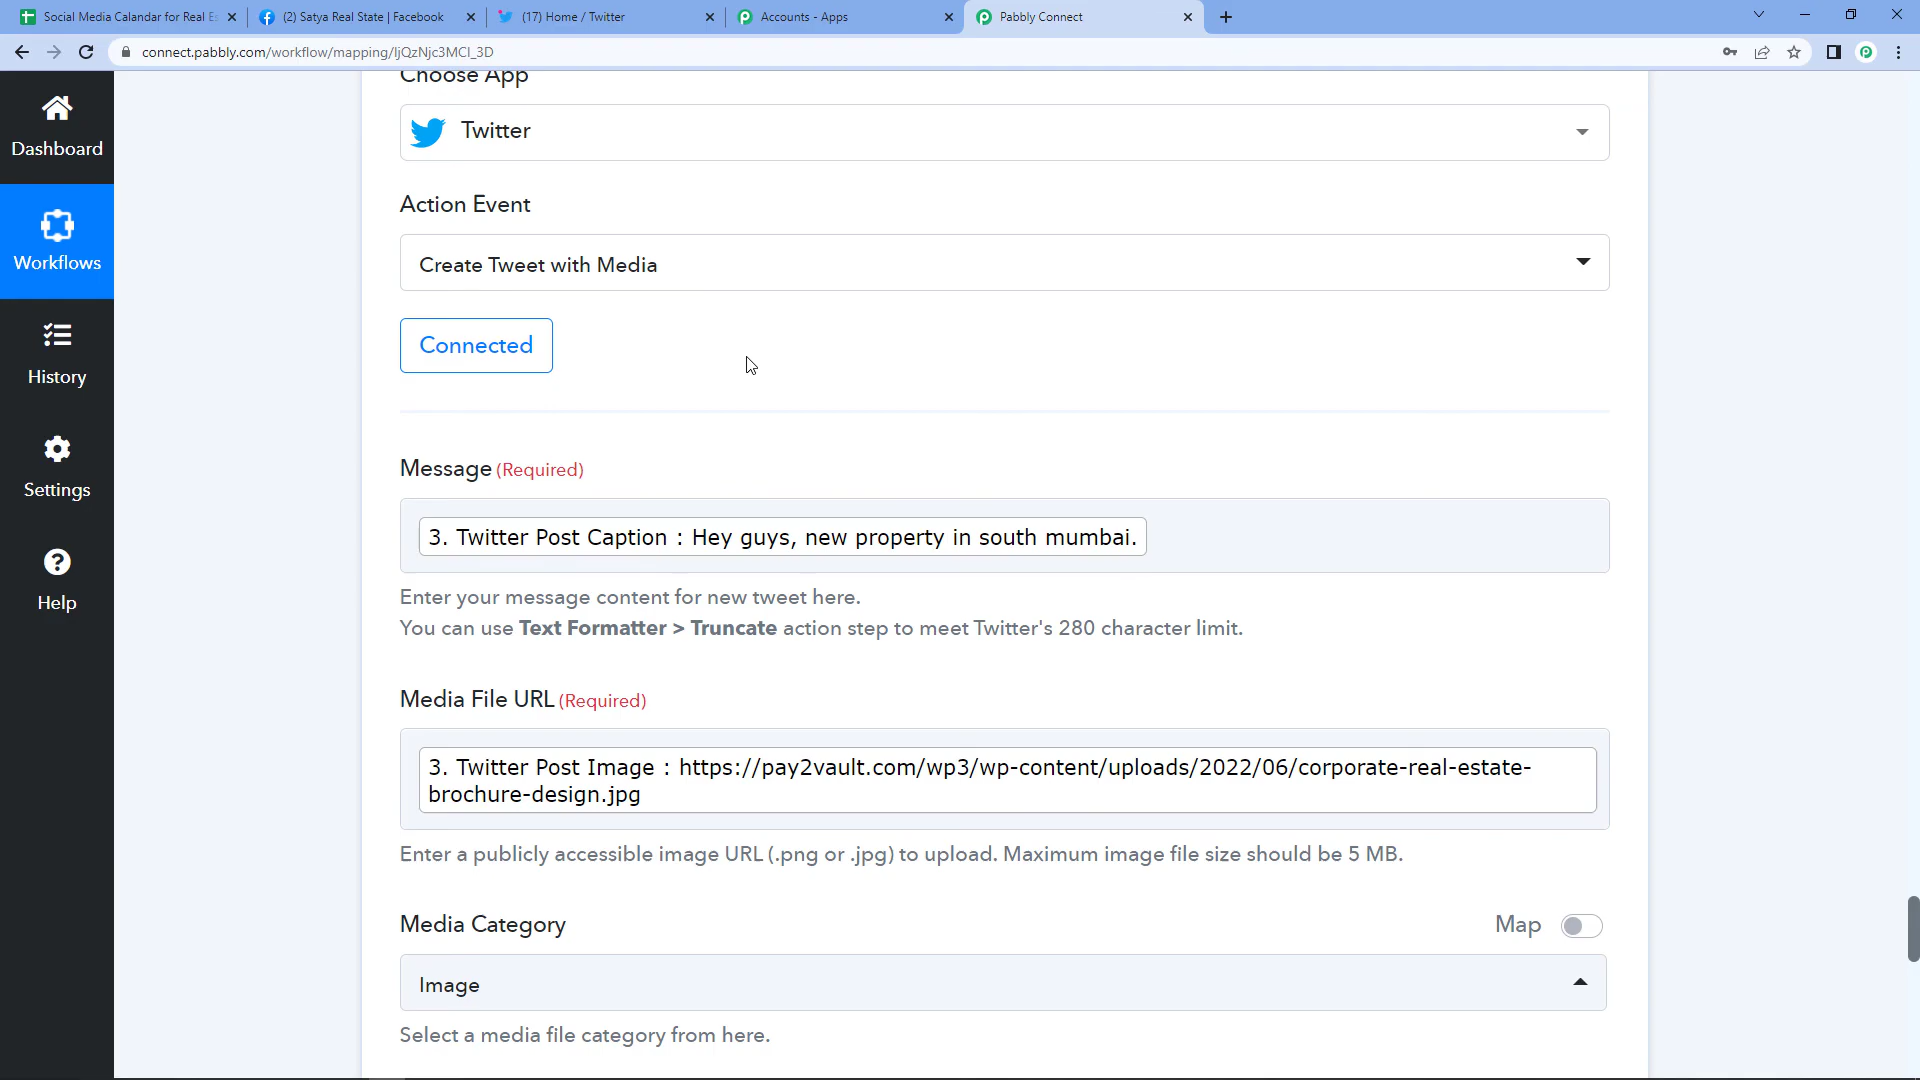 Social Media Calandar for Real Es
(2) Satya Real State | Facebook
(17) Home / Twitter
Accounts - Apps
Pabbly Connect
connect.pabbly.com/workflow/mapping/IjQzNjc3MCI_3D
Dashboard
Workflows
History
Settings
Help
Choose App
Twitter
Action Event
Create Tweet with Media
Connected
Message (Required)
3. Twitter Post Caption : Hey guys, new property in south mumbai.
Enter your message content for new tweet here.
You can use Text Formatter > Truncate action step to meet Twitter's 280 character limit.
Media File URL (Required)
3. Twitter Post Image : https://pay2vault.com/wp3/wp-content/uploads/2022/06/corporate-real-estate-
brochure-design.jpg
Enter a publicly accessible image URL (.png or .jpg) to upload. Maximum image file size should be 5 MB.
Media Category
Map
Image
Select a media file category from here.